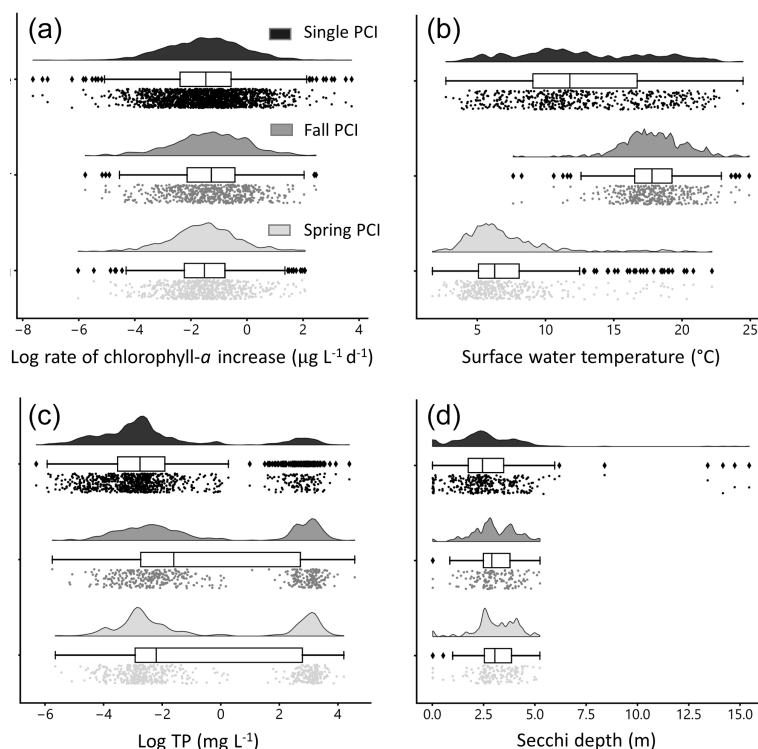 (a)
Single PCI
Fall PCI
Spring PCI
−8 −6 −4 −2 0 2 4
Log rate of chlorophyll-a increase (µg L-1 d-1)
(b)
5 10 15 20 25
Surface water temperature (°C)
(c)
−6 −4 −2 0 2 4
Log TP (mg L-1)
(d)
0.0 2.5 5.0 7.5 10.0 12.5 15.0
Secchi depth (m)